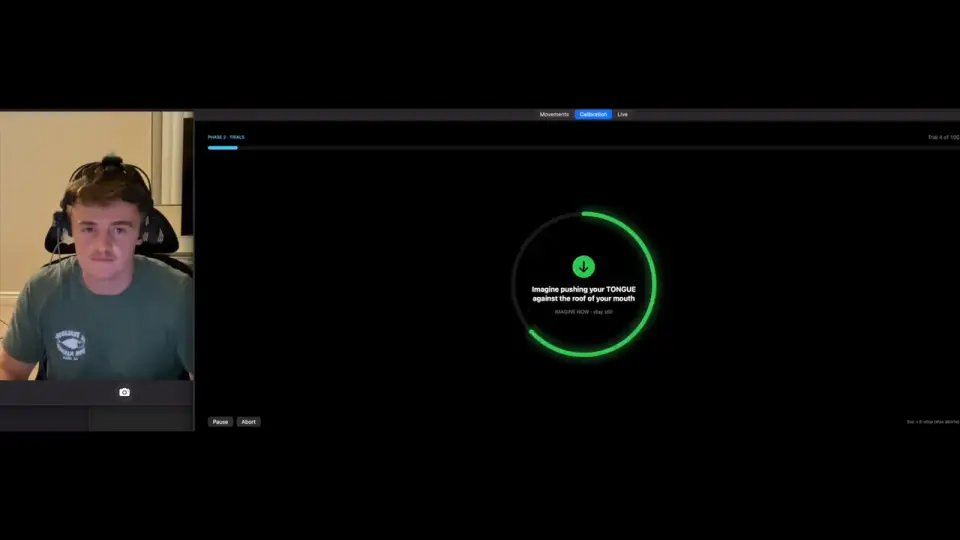 Movements Calibration Live
PHASE 2 · TRIALS
Imagine pushing your TONGUE
against the roof of your mouth
IMAGINE NOW · stay still
Pause Abort